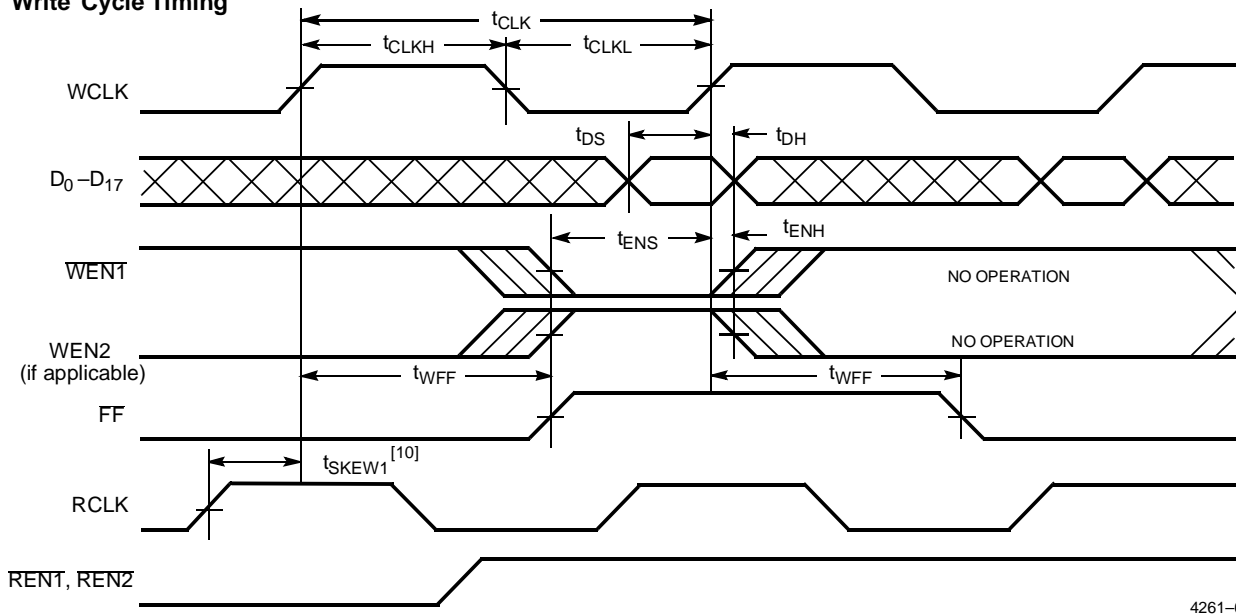 Write Cycle Timing
tCLK
tCLKH
tCLKL
WCLK
tDS
tDH
D0–D17
tENS
tENH
WEN1
NO OPERATION
WEN2
(if applicable)
NO OPERATION
tWFF
tWFF
FF
tSKEW1[10]
RCLK
REN1, REN2